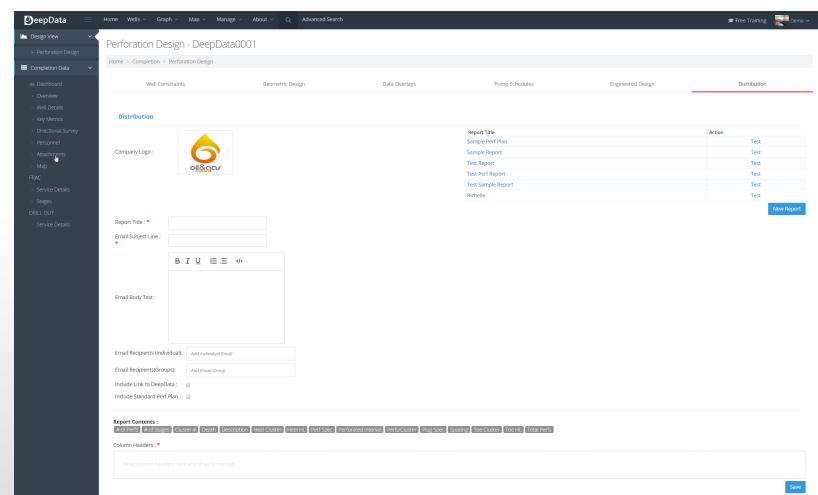 DeepData
Home Wells Graph Map Manage About Advanced Search
Free Training Demo
Design View
Perforation Design
Completion Data
Dashboard
Overview
Well Details
Key Metrics
Directional Survey
Personnel
Attachments
Map
FRAC
Service Details
Stages
DRILL OUT
Service Details
Perforation Design - DeepData0001
Home > Completion > Perforation Design
Well Constraints Geometric Design Data Overlays Pump Schedules Engineered Design Distribution
Distribution
Company Logo :
oil&gas
Report Title Action
Sample Perf Plan Test
Sample Report Test
Test Report Test
Test Perf Report Test
Test Sample Report Test
Richelle Test
New Report
Report Title : *
Email Subject Line :
*
B I U </>
Email Body Text :
Email Recipients (Individual): Add Individual Email
Email Recipients(Groups): Add Email Group
Include Link to DeepData :
Include Standard Perf Plan :
Report Contents :
# of Perfs # of Stages Cluster # Depth Description Heel Cluster Heel HL Perf Spec Perforated Interval Perfs/Cluster Plug Spec Spacing Toe Cluster Toe HL Total Perfs
Column Headers : *
Drag column headers here and drag to reorder
Save